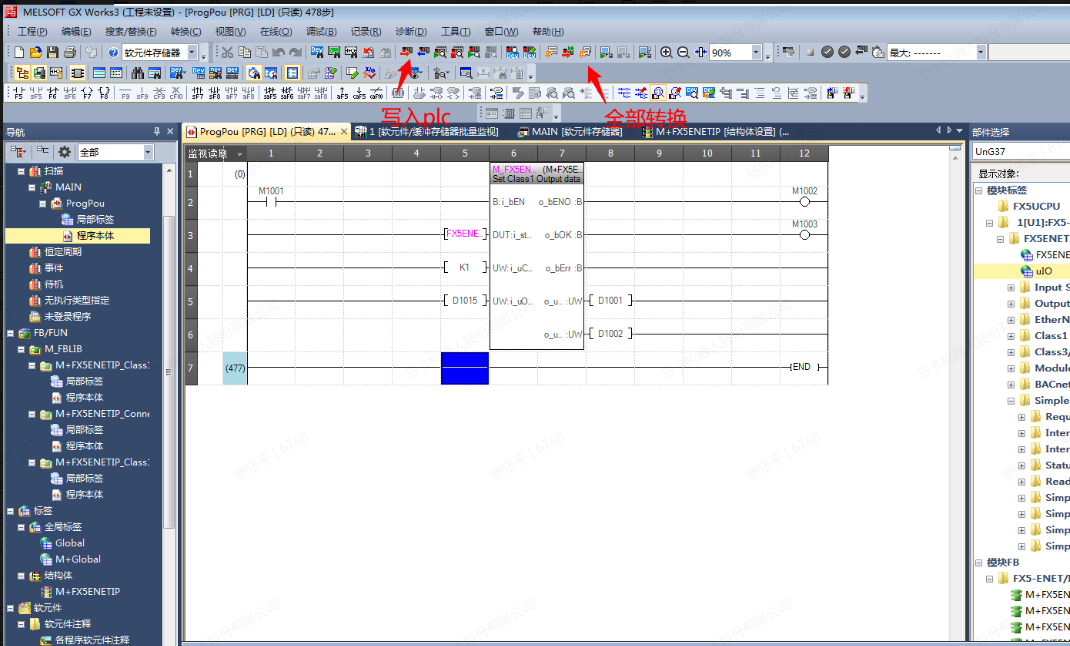 MELSOFT GX Works3 (工程未设置) - [ProgPou [PRG] [LD] (只读) 478步]
工程(P) 编辑(E) 搜索/替换(F) 转换(C) 视图(V) 在线(O) 调试(B) 记录(R) 诊断(D) 工具(T) 窗口(W) 帮助(H)
软元件存储器 90% 最大: --------
写入plc 全部转换
导航
全部
扫描
MAIN
ProgPou
局部标签
程序本体
恒定周期
事件
待机
无执行类型指定
未登录程序
FB/FUN
M_FBLIB
M+FX5ENETIP_Class1
局部标签
程序本体
M+FX5ENETIP_Conne
局部标签
程序本体
M+FX5ENETIP_Class1
局部标签
程序本体
标签
全局标签
Global
M+Global
结构体
M+FX5ENETIP
软元件
软元件注释
各程序软元件注释
ProgPou [PRG] [LD] (只读) 47... 1 [软元件/缓冲存储器批量监视] MAIN [软元件存储器] M+FX5ENETIP [结构体设置] (...
监视读取 1 2 3 4 5 6 7 8 9 10 11 12
1 (0) M_FX5EN... (M+FX5E...
Set Class1 Output data
2 M1001 B:i_bEN o_bENO :B M1002
3 FX5ENE... DUT:i_st.. o_bOK :B M1003
4 K1 UW:i_uC... o_bErr :B
5 D1015 UW:i_uO... o_u... :UW D1001
6 o_u... :UW D1002
7 (477) END
部件选择
UnG37
显示对象:
模块标签
FX5UCPU
1[U1]:FX5-
FX5ENET
FX5ENE
uIO
Input S
Output
EtherN
Class1
Class3/
Module
BACnet
Simple
Requ
Inter
Inter
Statu
Read
Simp
Simp
Simp
Simp
模块FB
FX5-ENET/I
M+FX5EN
M+FX5EN
M+FX5EN